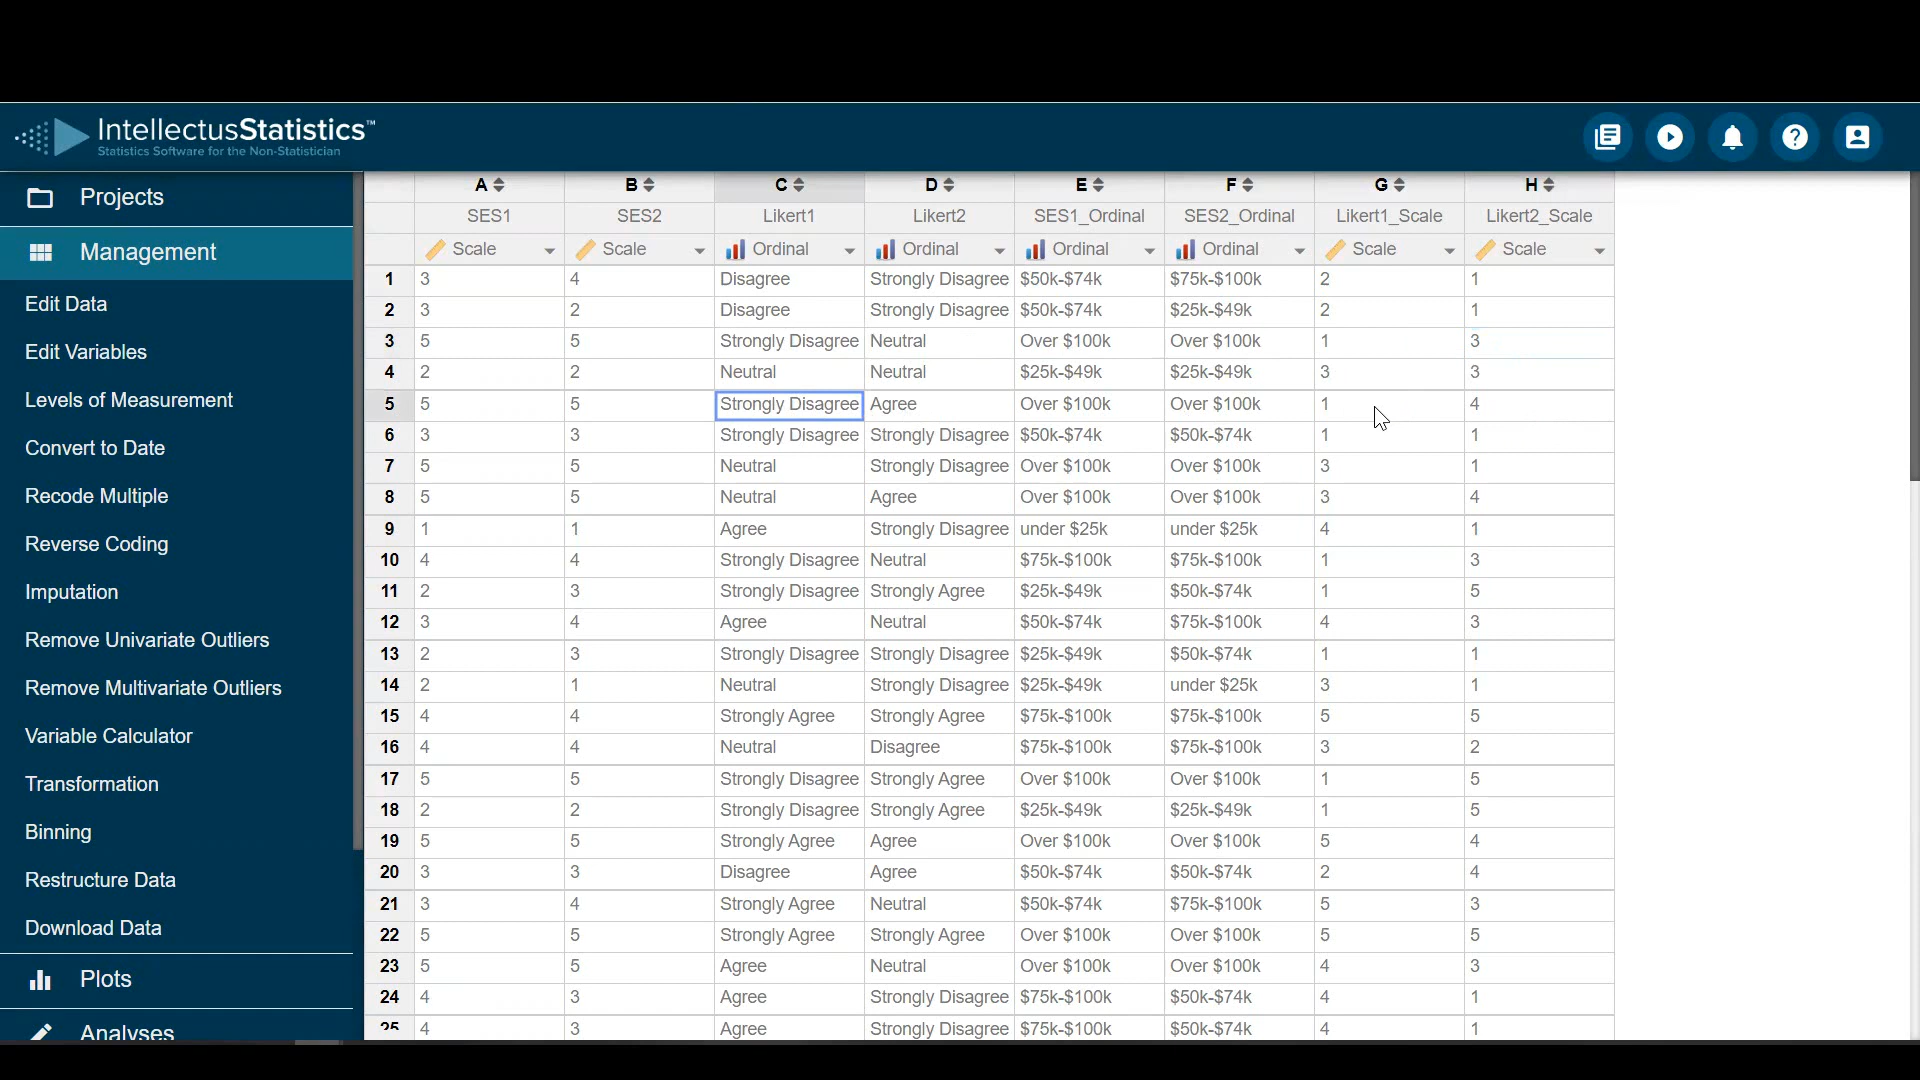 IntellectusStatistics™
Statistics Software for the Non-Statistician
Projects
Management
Edit Data
Edit Variables
Levels of Measurement
Convert to Date
Recode Multiple
Reverse Coding
Imputation
Remove Univariate Outliers
Remove Multivariate Outliers
Variable Calculator
Transformation
Binning
Restructure Data
Download Data
Plots
Analyses
A B C D E F G H
SES1 SES2 Likert1 Likert2 SES1_Ordinal SES2_Ordinal Likert1_Scale Likert2_Scale
Scale Scale Ordinal Ordinal Ordinal Ordinal Scale Scale
1 3 4 Disagree Strongly Disagree $50k-$74k $75k-$100k 2 1
2 3 2 Disagree Strongly Disagree $50k-$74k $25k-$49k 2 1
3 5 5 Strongly Disagree Neutral Over $100k Over $100k 1 3
4 2 2 Neutral Neutral $25k-$49k $25k-$49k 3 3
5 5 5 Strongly Disagree Agree Over $100k Over $100k 1 4
6 3 3 Strongly Disagree Strongly Disagree $50k-$74k $50k-$74k 1 1
7 5 5 Neutral Strongly Disagree Over $100k Over $100k 3 1
8 5 5 Neutral Agree Over $100k Over $100k 3 4
9 1 1 Agree Strongly Disagree under $25k under $25k 4 1
10 4 4 Strongly Disagree Neutral $75k-$100k $75k-$100k 1 3
11 2 3 Strongly Disagree Strongly Agree $25k-$49k $50k-$74k 1 5
12 3 4 Agree Neutral $50k-$74k $75k-$100k 4 3
13 2 3 Strongly Disagree Strongly Disagree $25k-$49k $50k-$74k 1 1
14 2 1 Neutral Strongly Disagree $25k-$49k under $25k 3 1
15 4 4 Strongly Agree Strongly Agree $75k-$100k $75k-$100k 5 5
16 4 4 Neutral Disagree $75k-$100k $75k-$100k 3 2
17 5 5 Strongly Disagree Strongly Agree Over $100k Over $100k 1 5
18 2 2 Strongly Disagree Strongly Agree $25k-$49k $25k-$49k 1 5
19 5 5 Strongly Agree Agree Over $100k Over $100k 5 4
20 3 3 Disagree Agree $50k-$74k $50k-$74k 2 4
21 3 4 Strongly Agree Neutral $50k-$74k $75k-$100k 5 3
22 5 5 Strongly Agree Strongly Agree Over $100k Over $100k 5 5
23 5 5 Agree Neutral Over $100k Over $100k 4 3
24 4 3 Agree Strongly Disagree $75k-$100k $50k-$74k 4 1
25 4 3 Agree Strongly Disagree $75k-$100k $50k-$74k 4 1